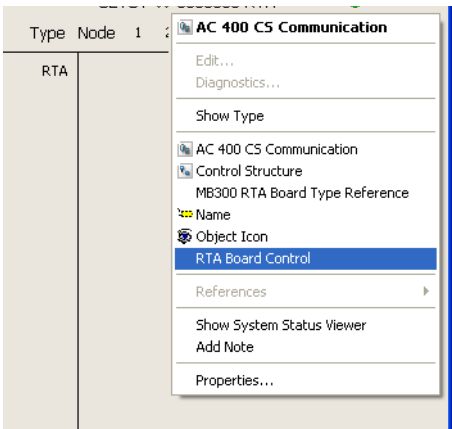 AC 400 CS Communication
Type Node 1
Edit...
RTA
Diagnostics...
Show Type
AC 400 CS Communication
Control Structure
MB300 RTA Board Type Reference
Name
Object Icon
RTA Board Control
References
Show System Status Viewer
Add Note
Properties...